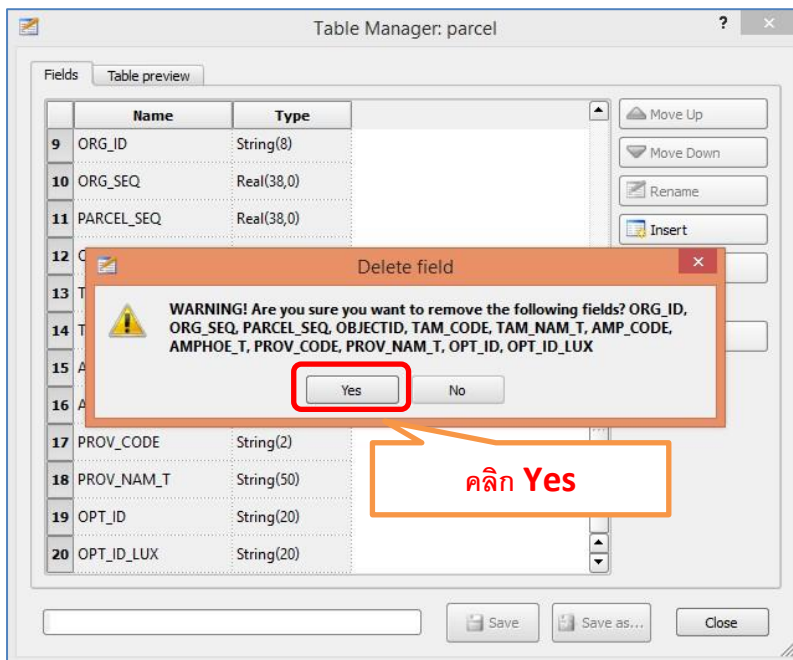 Table Manager: parcel
?
×
Fields
Table preview
Name Type
9 ORG_ID String(8)
10 ORG_SEQ Real(38,0)
11 PARCEL_SEQ Real(38,0)
12
13 T
14 T
15 A
16 A
17 PROV_CODE String(2)
18 PROV_NAM_T String(50)
19 OPT_ID String(20)
20 OPT_ID_LUX String(20)
Move Up
Move Down
Rename
Insert
Delete field
×
WARNING! Are you sure you want to remove the following fields? ORG_ID,
ORG_SEQ, PARCEL_SEQ, OBJECTID, TAM_CODE, TAM_NAM_T, AMP_CODE,
AMPHOE_T, PROV_CODE, PROV_NAM_T, OPT_ID, OPT_ID_LUX
Yes
No
คลิก Yes
Save
Save as...
Close